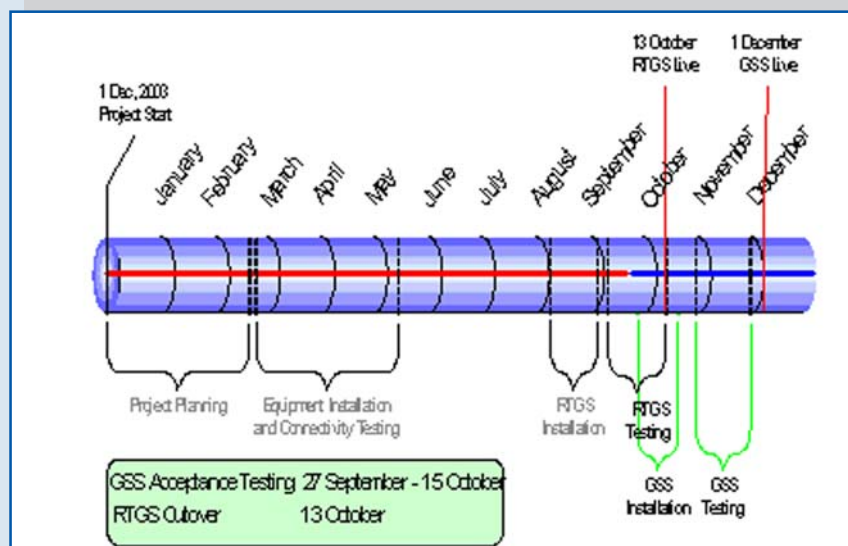 13 October
RTGS Live
1 December
GSS Live
1 Dec, 2003
Project Start
January
February
March
April
May
June
July
August
September
October
November
December
Project Planning
Equipment Installation
and Connectivity Testing
RTGS
Installation
RTGS
Testing
GSS
Installation
GSS
Testing
GSS Acceptance Testing 27 September - 15 October
RTGS Cutover 13 October